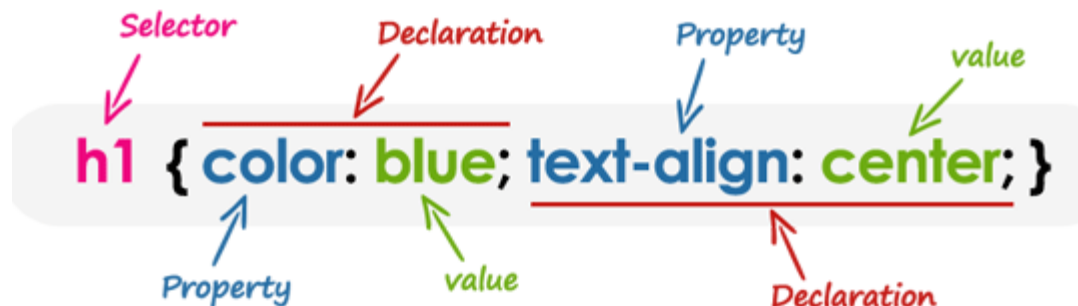 Selector
Declaration
Property
value
h1 { color: blue; text-align: center; }
Property
value
Declaration